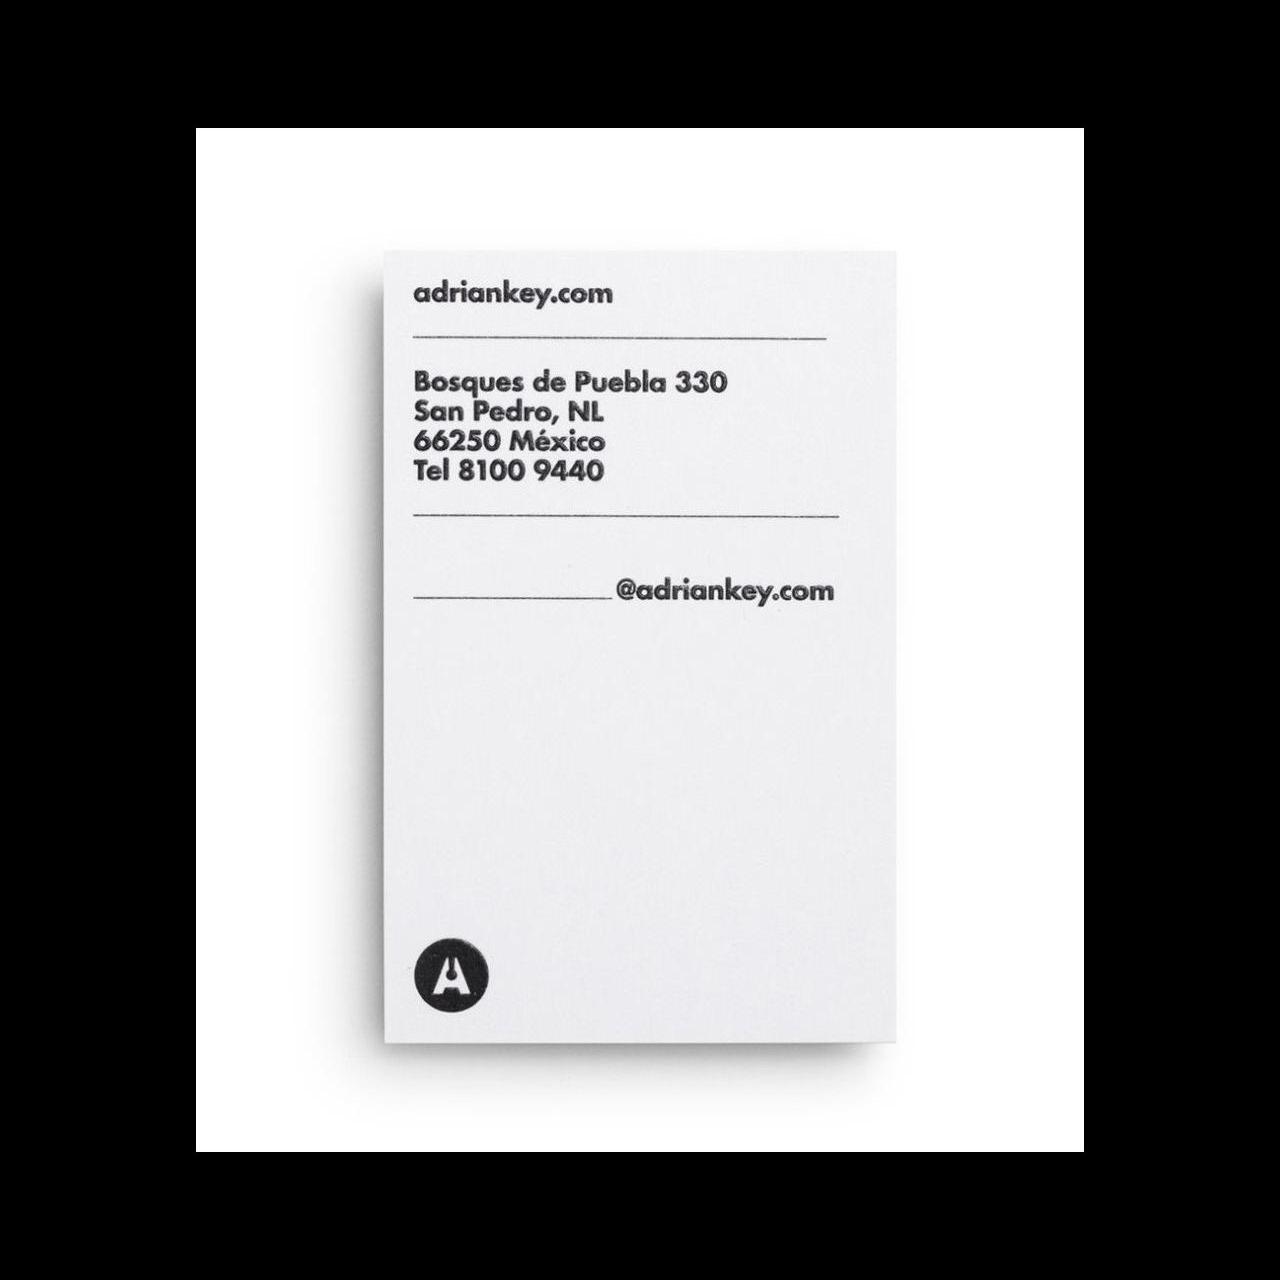 adriankey.com
Bosques de Puebla 330
San Pedro, NL
66250 México
Tel 8100 9440
@adriankey.com
A